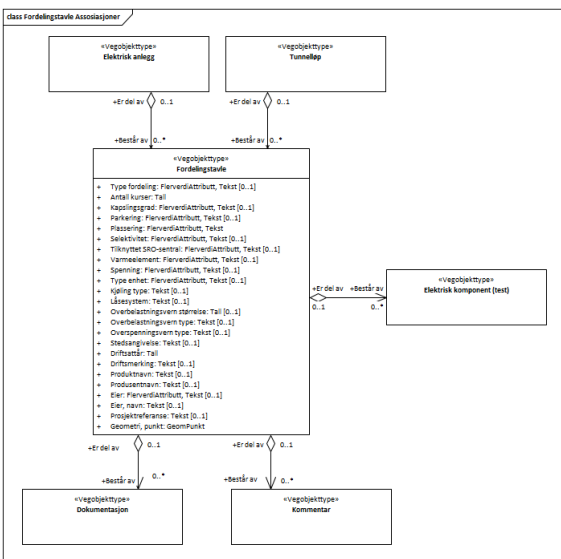 class Fordelingstavle Assosiasjoner
«Vegobjekttype»
Elektrisk anlegg
«Vegobjekttype»
Tunnelløp
+Er del av 0..1
+Er del av 0..1
+Består av 0..*
+Består av 0..*
«Vegobjekttype»
Fordelingstavle
+ Type fordeling: FlerverdiAttributt, Tekst [0..1]
+ Antall kurser: Tall
+ Kapslingsgrad: FlerverdiAttributt, Tekst [0..1]
+ Parkering: FlerverdiAttributt, Tekst [0..1]
+ Plassering: FlerverdiAttributt, Tekst
+ Selektivitet: FlerverdiAttributt, Tekst [0..1]
+ Tilknyttet SRO-sentral: FlerverdiAttributt, Tekst [0..1]
+ Varmeelement: FlerverdiAttributt, Tekst [0..1]
+ Spenning: FlerverdiAttributt, Tekst [0..1]
+ Type enhet: FlerverdiAttributt, Tekst [0..1]
+ Kjøling type: Tekst [0..1]
+ Låsesystem: Tekst [0..1]
+ Overbelastningsvern størrelse: Tall [0..1]
+ Overbelastningsvern type: Tekst [0..1]
+ Overspenningsvern type: Tekst [0..1]
+ Stedsangivelse: Tekst [0..1]
+ Driftsattår: Tall
+ Driftsmerking: Tekst [0..1]
+ Produktnavn: Tekst [0..1]
+ Produsentnavn: Tekst [0..1]
+ Eier: FlerverdiAttributt, Tekst [0..1]
+ Eier, navn: Tekst [0..1]
+ Prosjektreferanse: Tekst [0..1]
+ Geometri, punkt: GeomPunkt
+Er del av
0..1
+Består av
0..*
«Vegobjekttype»
Elektrisk komponent (test)
+Er del av 0..1
+Er del av 0..1
+Består av 0..*
+Består av 0..*
«Vegobjekttype»
Dokumentasjon
«Vegobjekttype»
Kommentar